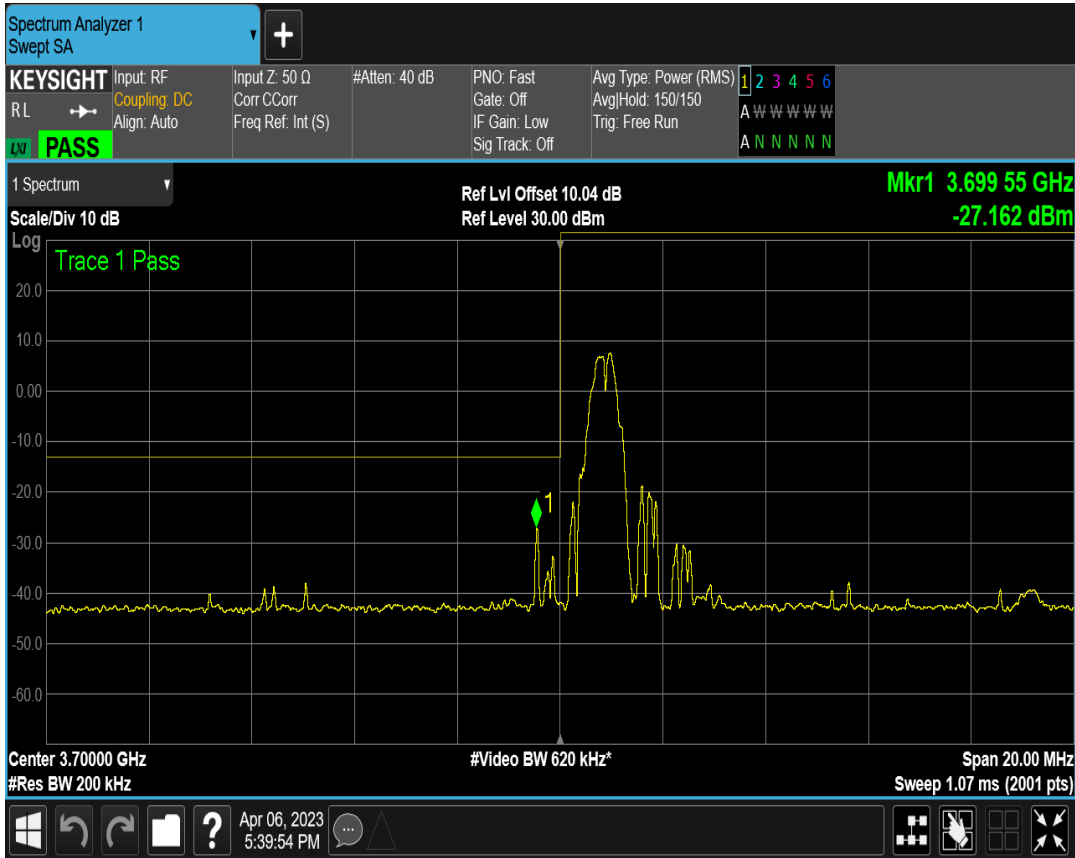 Spectrum Analyzer 1
Swept SA
+
KEYSIGHT
R L
LXI
PASS
Input: RF
Coupling: DC
Align: Auto
Input Z: 50 Ω
Corr CCorr
Freq Ref: Int (S)
#Atten: 40 dB
PNO: Fast
Gate: Off
IF Gain: Low
Sig Track: Off
Avg Type: Power (RMS)
Avg|Hold: 150/150
Trig: Free Run
1 2 3 4 5 6
A W W W W W
A N N N N N
1 Spectrum
Scale/Div 10 dB
Ref Lvl Offset 10.04 dB
Ref Level 30.00 dBm
Mkr1 3.699 55 GHz
-27.162 dBm
Log
Trace 1 Pass
20.0
10.0
0.00
-10.0
-20.0
1
-30.0
-40.0
-50.0
-60.0
Center 3.70000 GHz
#Res BW 200 kHz
#Video BW 620 kHz*
Span 20.00 MHz
Sweep 1.07 ms (2001 pts)
?
Apr 06, 2023
5:39:54 PM